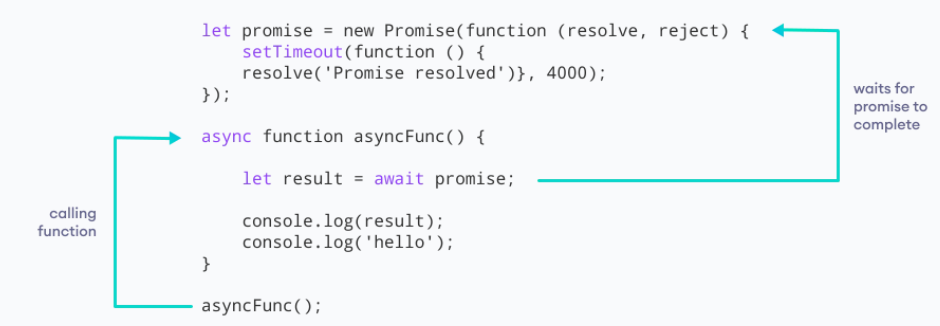 let promise = new Promise(function (resolve, reject) {
setTimeout(function () {
resolve('Promise resolved')}, 4000);
});
waits for
promise to
complete
async function asyncFunc() {
let result = await promise;
calling
function
console.log(result);
console.log('hello');
}
asyncFunc();